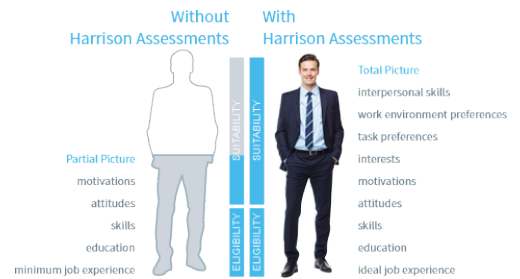 Without
Harrison Assessments
Partial Picture
motivations
attitudes
skills
education
minimum job experience
SUITABILITY
ELIGIBILITY
With
Harrison Assessments
SUITABILITY
ELIGIBILITY
Total Picture
interpersonal skills
work environment preferences
task preferences
interests
motivations
attitudes
skills
education
ideal job experience